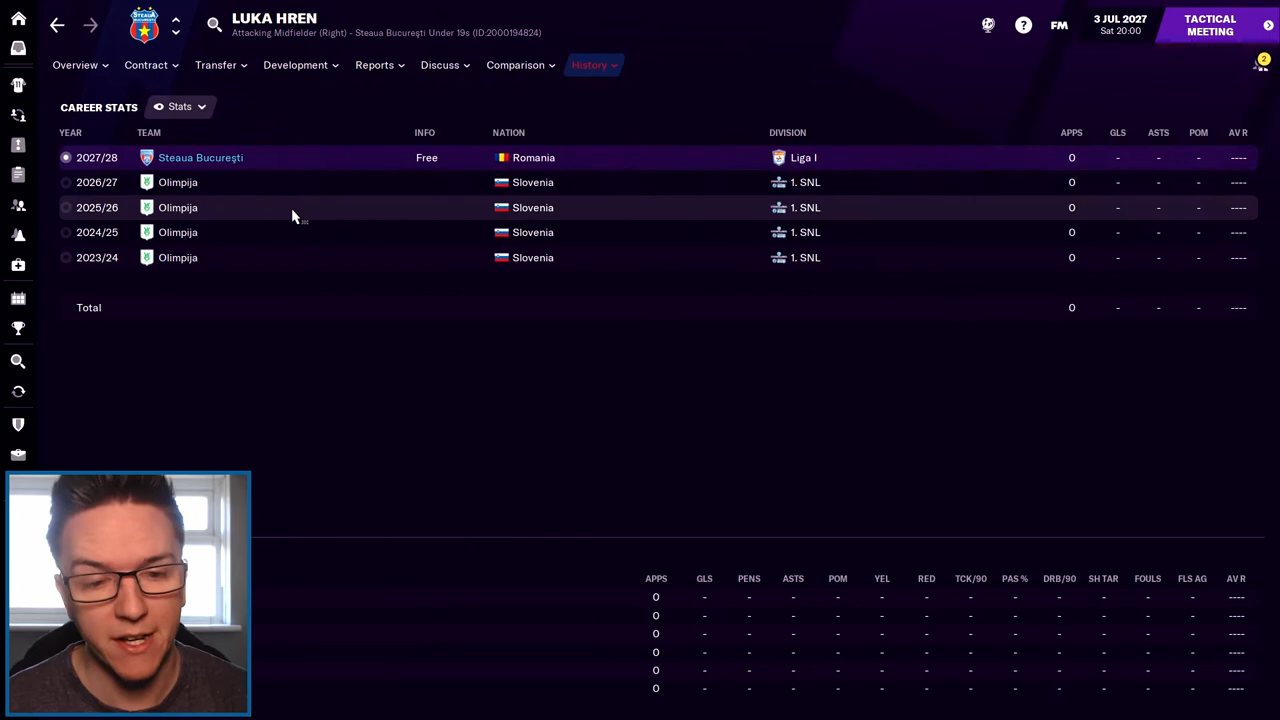 LUKA HREN
Attacking Midfielder (Right) - Steaua Bucureşti Under 19s (ID:2000194824)
FM
3 JUL 2027
Sat 20:00
TACTICAL
MEETING
Overview Contract Transfer Development Reports Discuss Comparison History
2
CAREER STATS Stats
YEAR TEAM INFO NATION DIVISION APPS GLS ASTS POM AV R
2027/28 Steaua Bucureşti Free Romania Liga I 0 - - - ----
2026/27 Olimpija Slovenia 1. SNL 0 - - - ----
2025/26 Olimpija Slovenia 1. SNL 0 - - - ----
2024/25 Olimpija Slovenia 1. SNL 0 - - - ----
2023/24 Olimpija Slovenia 1. SNL 0 - - - ----
Total 0 - - - ----
APPS GLS PENS ASTS POM YEL RED TCK/90 PAS % DRB/90 SH TAR FOULS FLS AG AV R
0 - - - - - - - - - - - - ----
0 - - - - - - - - - - - - ----
0 - - - - - - - - - - - - ----
0 - - - - - - - - - - - - ----
0 - - - - - - - - - - - - ----
0 - - - - - - - - - - - - ----